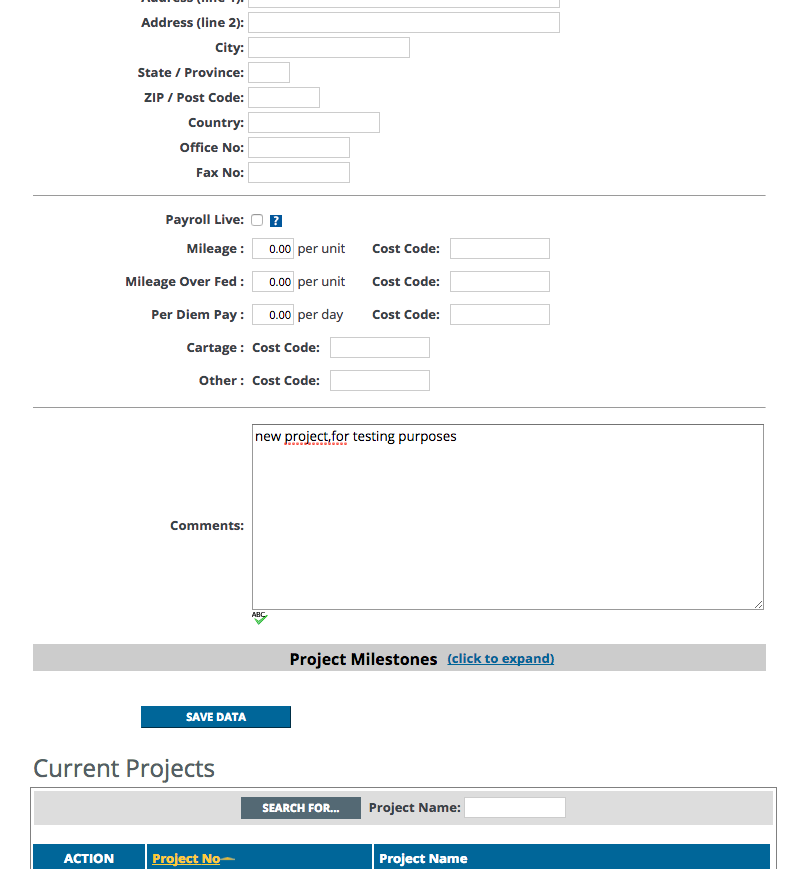 Address (line 1):
Address (line 2):
City:
State / Province:
ZIP / Post Code:
Country:
Office No:
Fax No:
Payroll Live: ?
Mileage : 0.00 per unit Cost Code:
Mileage Over Fed : 0.00 per unit Cost Code:
Per Diem Pay : 0.00 per day Cost Code:
Cartage : Cost Code:
Other : Cost Code:
new project,for testing purposes
Comments:
ABC
Project Milestones (click to expand)
SAVE DATA
Current Projects
SEARCH FOR... Project Name:
ACTION Project No Project Name